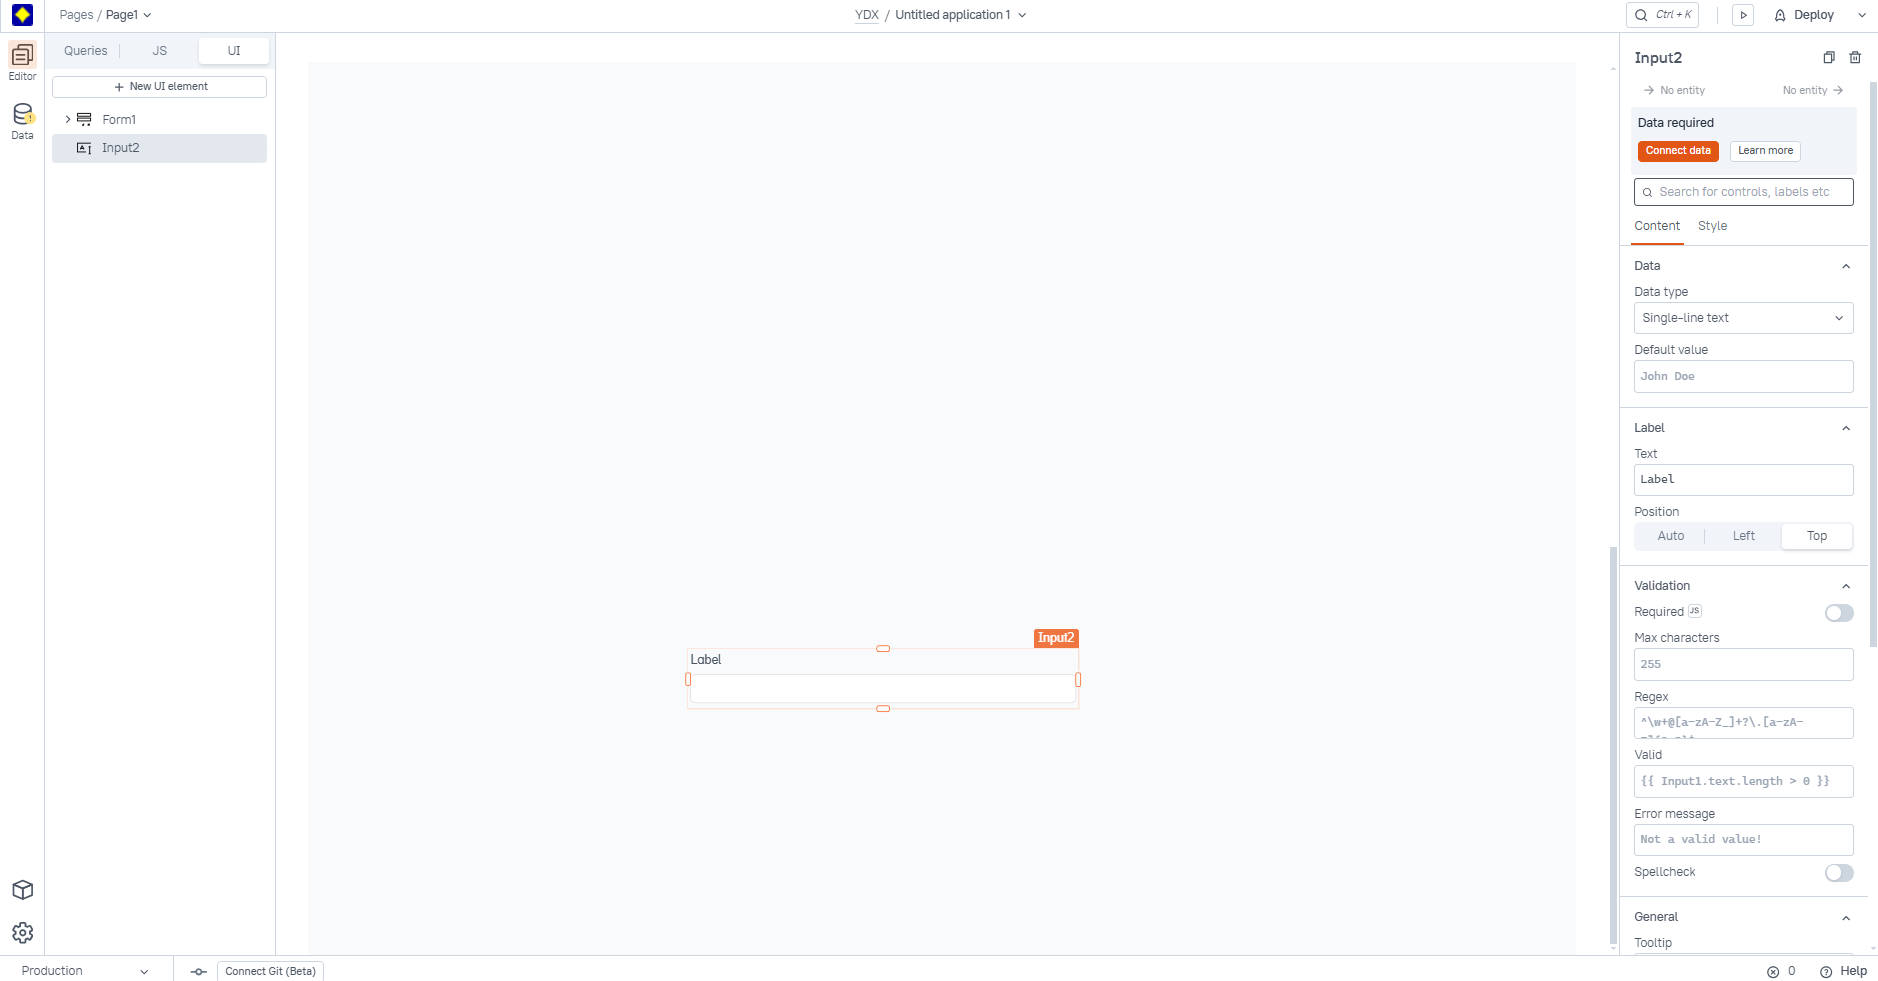 Pages / Page1
YDX / Untitled application 1
Ctrl + K
Deploy
Editor
Data
Queries
JS
UI
+ New UI element
Form1
Input2
Input2
Label
Input2
No entity
No entity
Data required
Connect data
Learn more
Search for controls, labels etc
Content
Style
Data
Data type
Single-line text
Default value
John Doe
Label
Text
Label
Position
Auto
Left
Top
Validation
Required JS
Max characters
255
Regex
^\w+@[a-zA-Z_]+?\.[a-zA-
Valid
{{ Input1.text.length > 0 }}
Error message
Not a valid value!
Spellcheck
General
Tooltip
Production
Connect Git (Beta)
0
Help